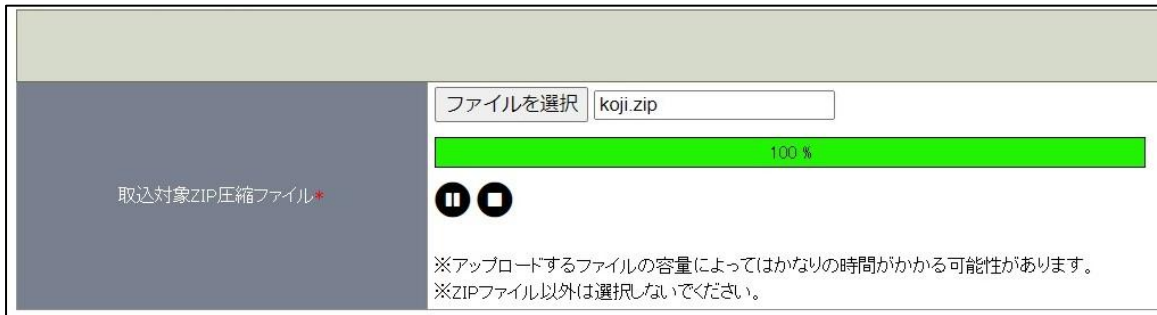 ファイルを選択 koji.zip
100 %
取込対象ZIP圧縮ファイル*
※アップロードするファイルの容量によってはかなりの時間がかかる可能性があります。
※ZIPファイル以外は選択しないでください。